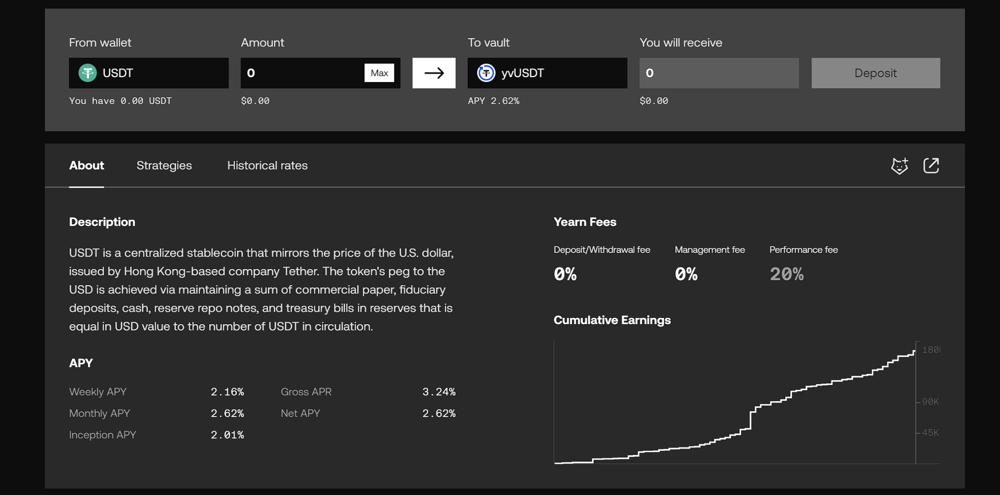 From wallet
Amount
To vault
You will receive
USDT
0
Max
yvUSDT
0
Deposit
You have 0.00 USDT
$0.00
APY 2.62%
$0.00
About
Strategies
Historical rates
Description
USDT is a centralized stablecoin that mirrors the price of the U.S. dollar,
issued by Hong Kong-based company Tether. The token's peg to the
USD is achieved via maintaining a sum of commercial paper, fiduciary
deposits, cash, reserve repo notes, and treasury bills in reserves that is
equal in USD value to the number of USDT in circulation.
APY
Weekly APY 2.16%
Gross APR 3.24%
Monthly APY 2.62%
Net APY 2.62%
Inception APY 2.01%
Yearn Fees
Deposit/Withdrawal fee
Management fee
Performance fee
0%
0%
20%
Cumulative Earnings
180
90K
45K